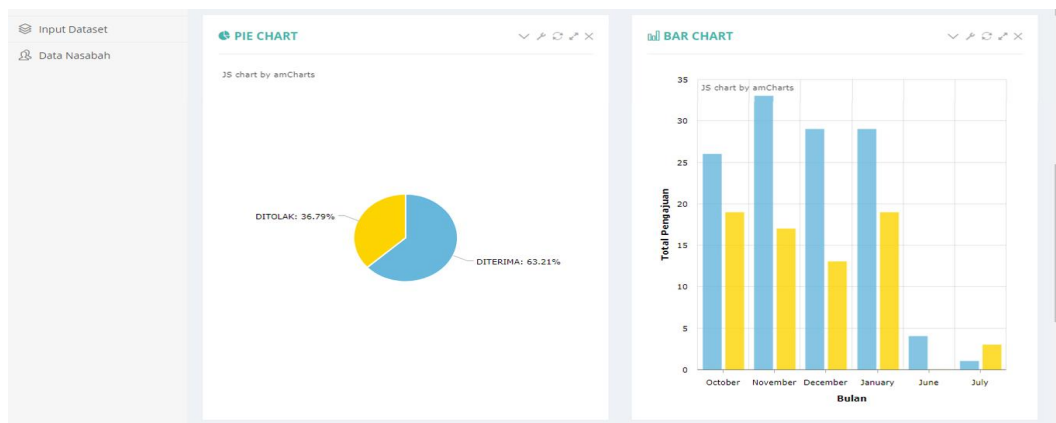 Input Dataset
Data Nasabah
PIE CHART
JS chart by amCharts
DITOLAK: 36.79%
DITERIMA: 63.21%
BAR CHART
JS chart by amCharts
35
30
25
20
15
10
5
0
Total Pengajuan
October November December January June July
Bulan